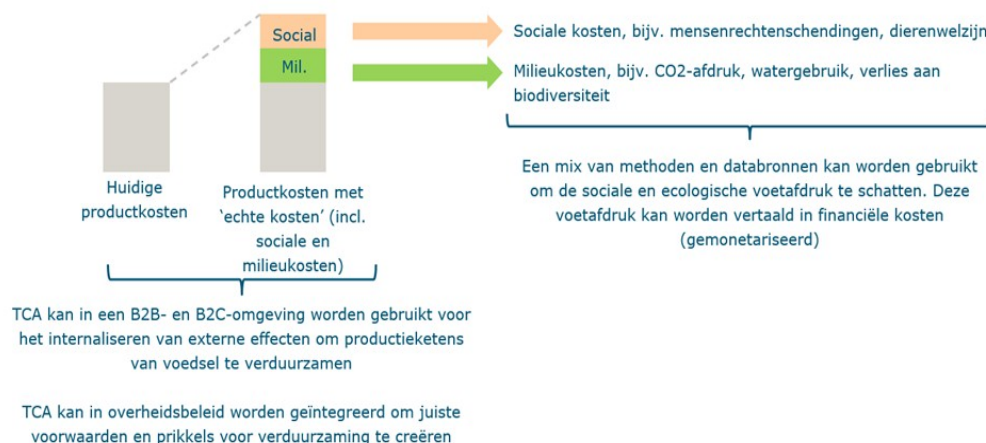 Social
Mil.
Sociale kosten, bijv. mensenrechtenschendingen, dierenwelzijn
Milieukosten, bijv. CO2-afdruk, watergebruik, verlies aan
biodiversiteit
Huidige
productkosten
Productkosten met
‘echte kosten’ (incl.
sociale en
milieukosten)
Een mix van methoden en databronnen kan worden gebruikt
om de sociale en ecologische voetafdruk te schatten. Deze
voetafdruk kan worden vertaald in financiële kosten
(gemonetariseerd)
TCA kan in een B2B- en B2C-omgeving worden gebruikt voor
het internaliseren van externe effecten om productieketens
van voedsel te verduurzamen
TCA kan in overheidsbeleid worden geïntegreerd om juiste
voorwaarden en prikkels voor verduurzaming te creëren